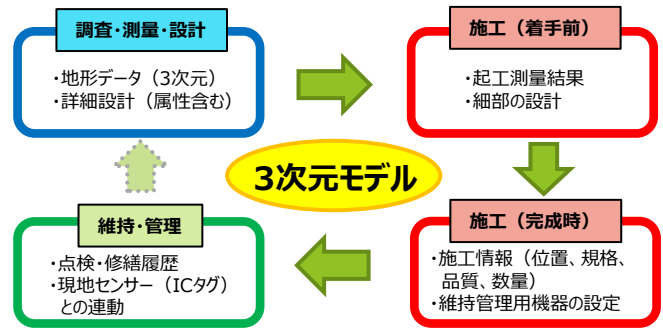 調査・測量・設計
・地形データ（3次元）
・詳細設計（属性含む）
施工（着手前）
・起工測量結果
・細部の設計
3次元モデル
維持・管理
・点検・修繕履歴
・現地センサー（ICタグ）
との連動
施工（完成時）
・施工情報（位置、規格、
品質、数量）
・維持管理用機器の設定